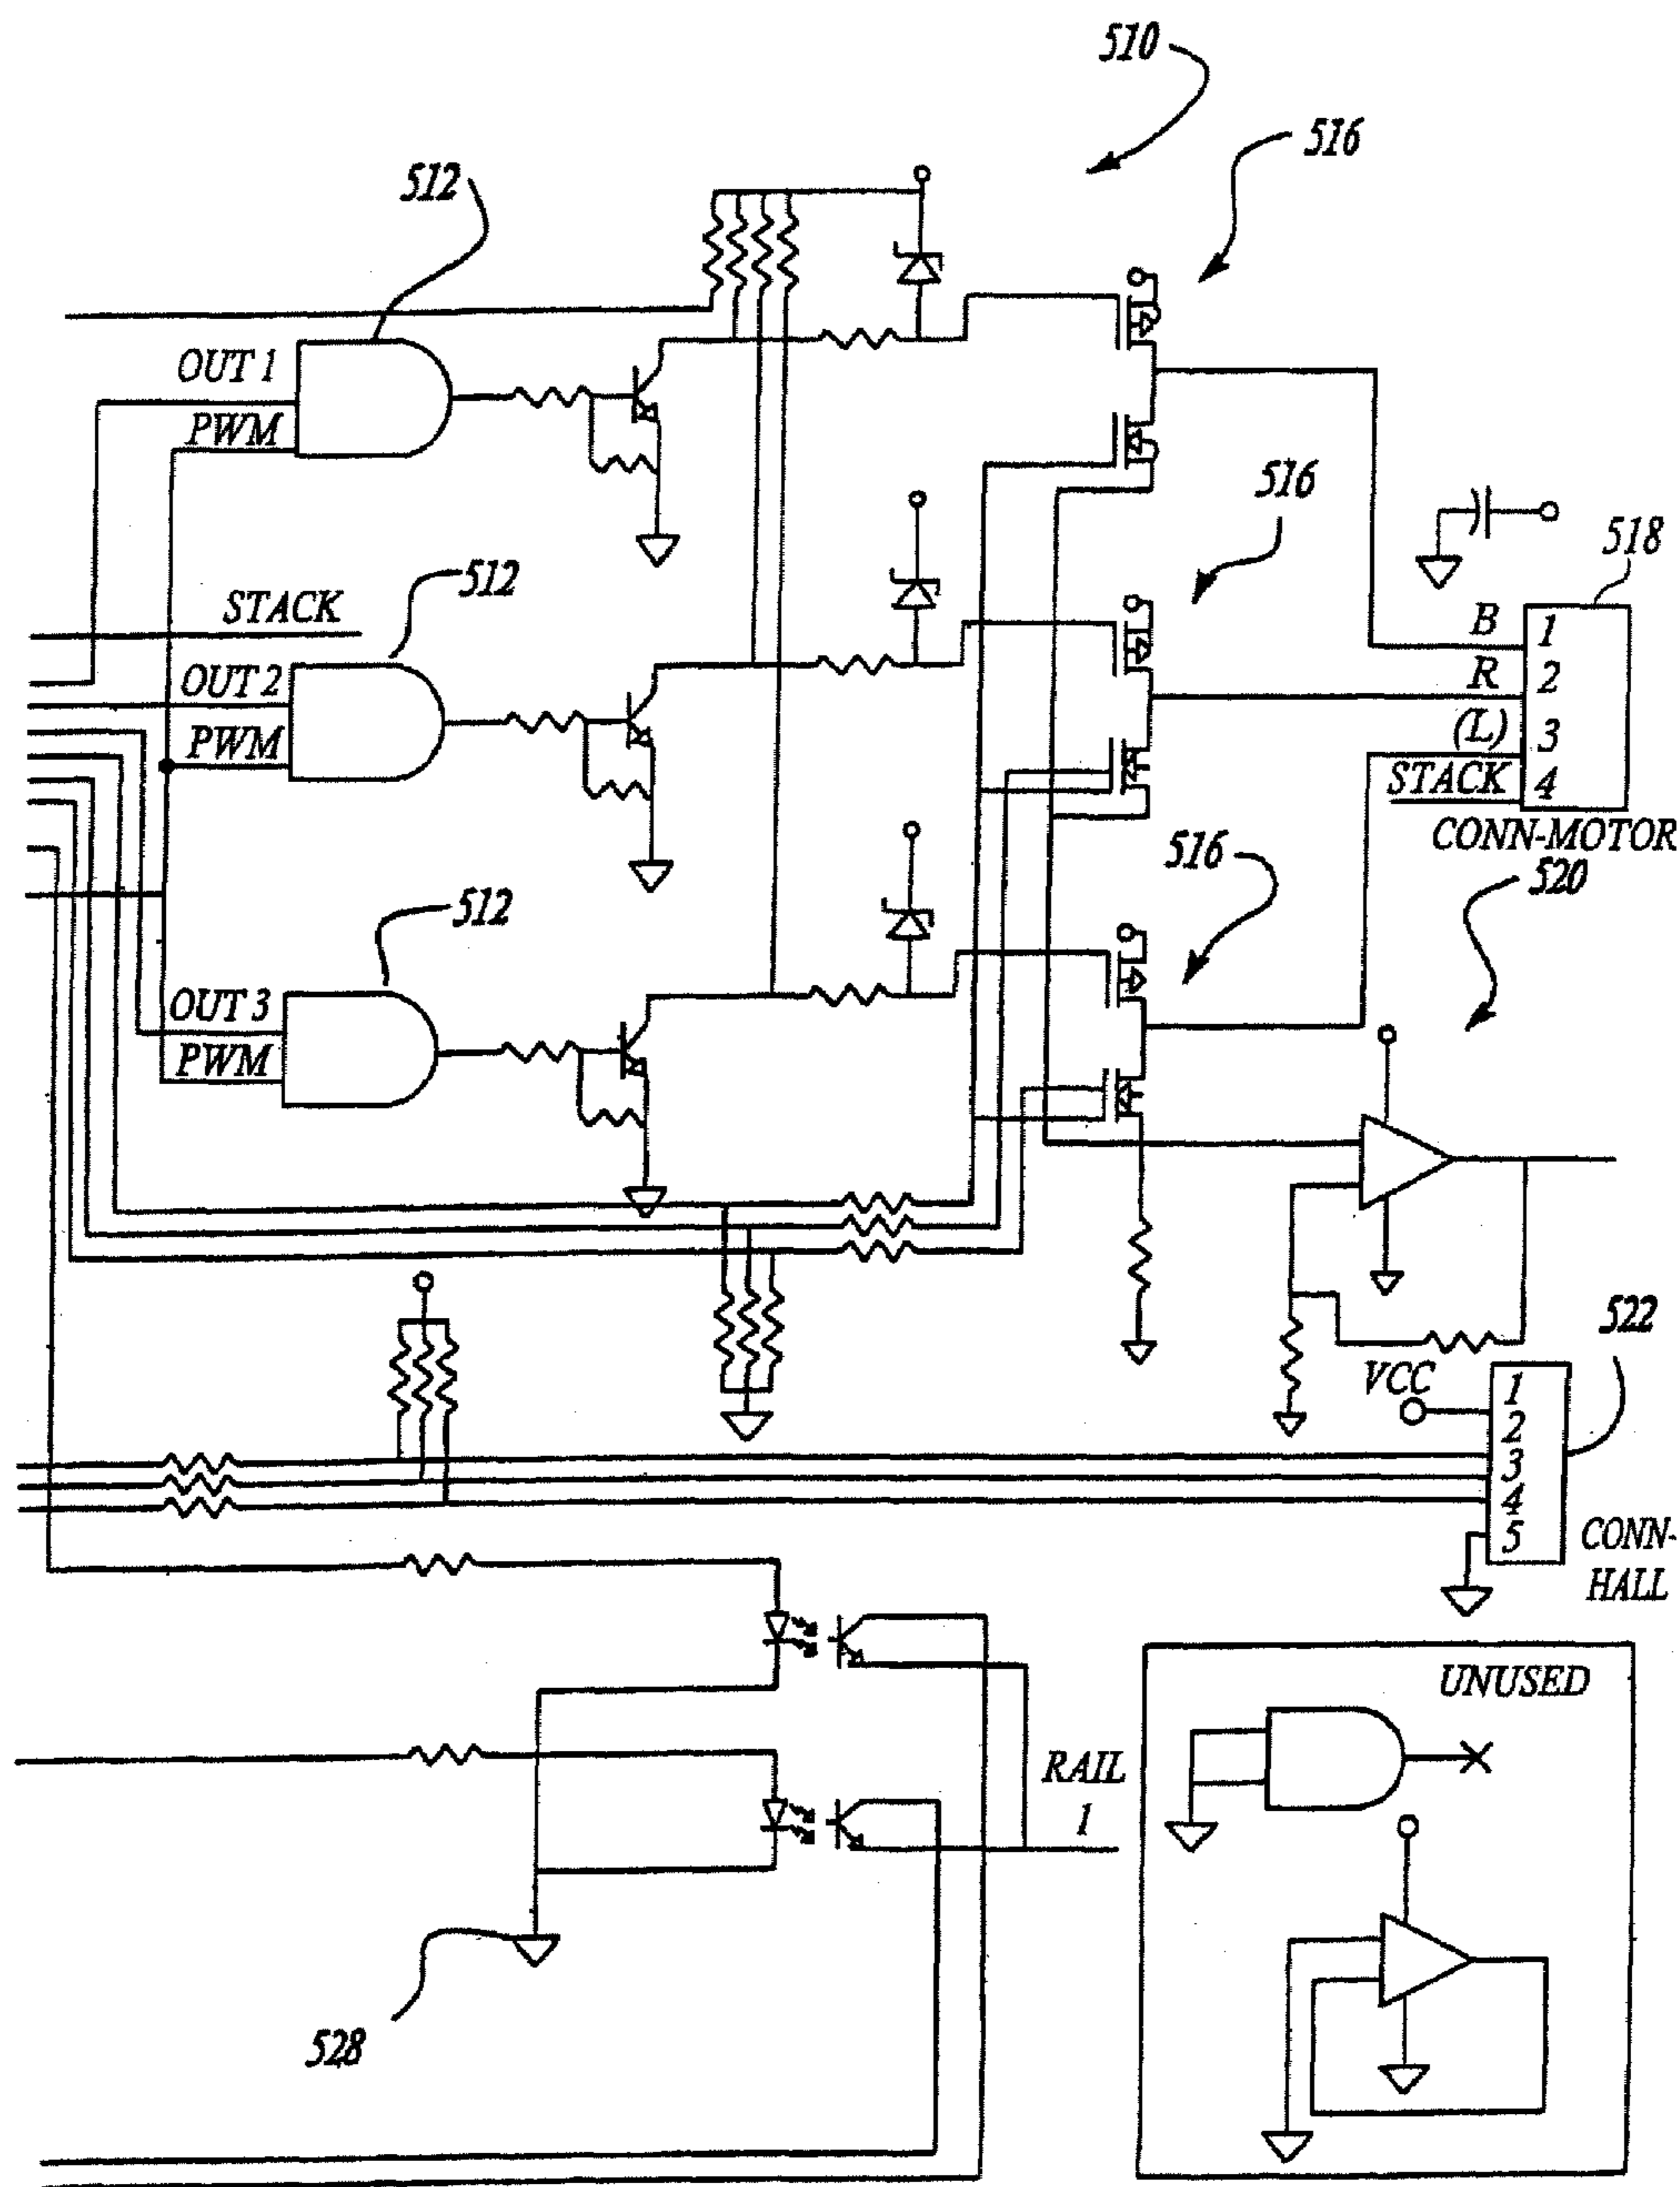 510
516
512
OUT 1
PWM
516
518
512
STACK
B
1
OUT 2
R
2
PWM
(L)
3
STACK
4
CONN-MOTOR
516
520
512
OUT 3
PWM
522
VCC
1
2
3
4
5
CONN-
HALL
UNUSED
RAIL
1
528